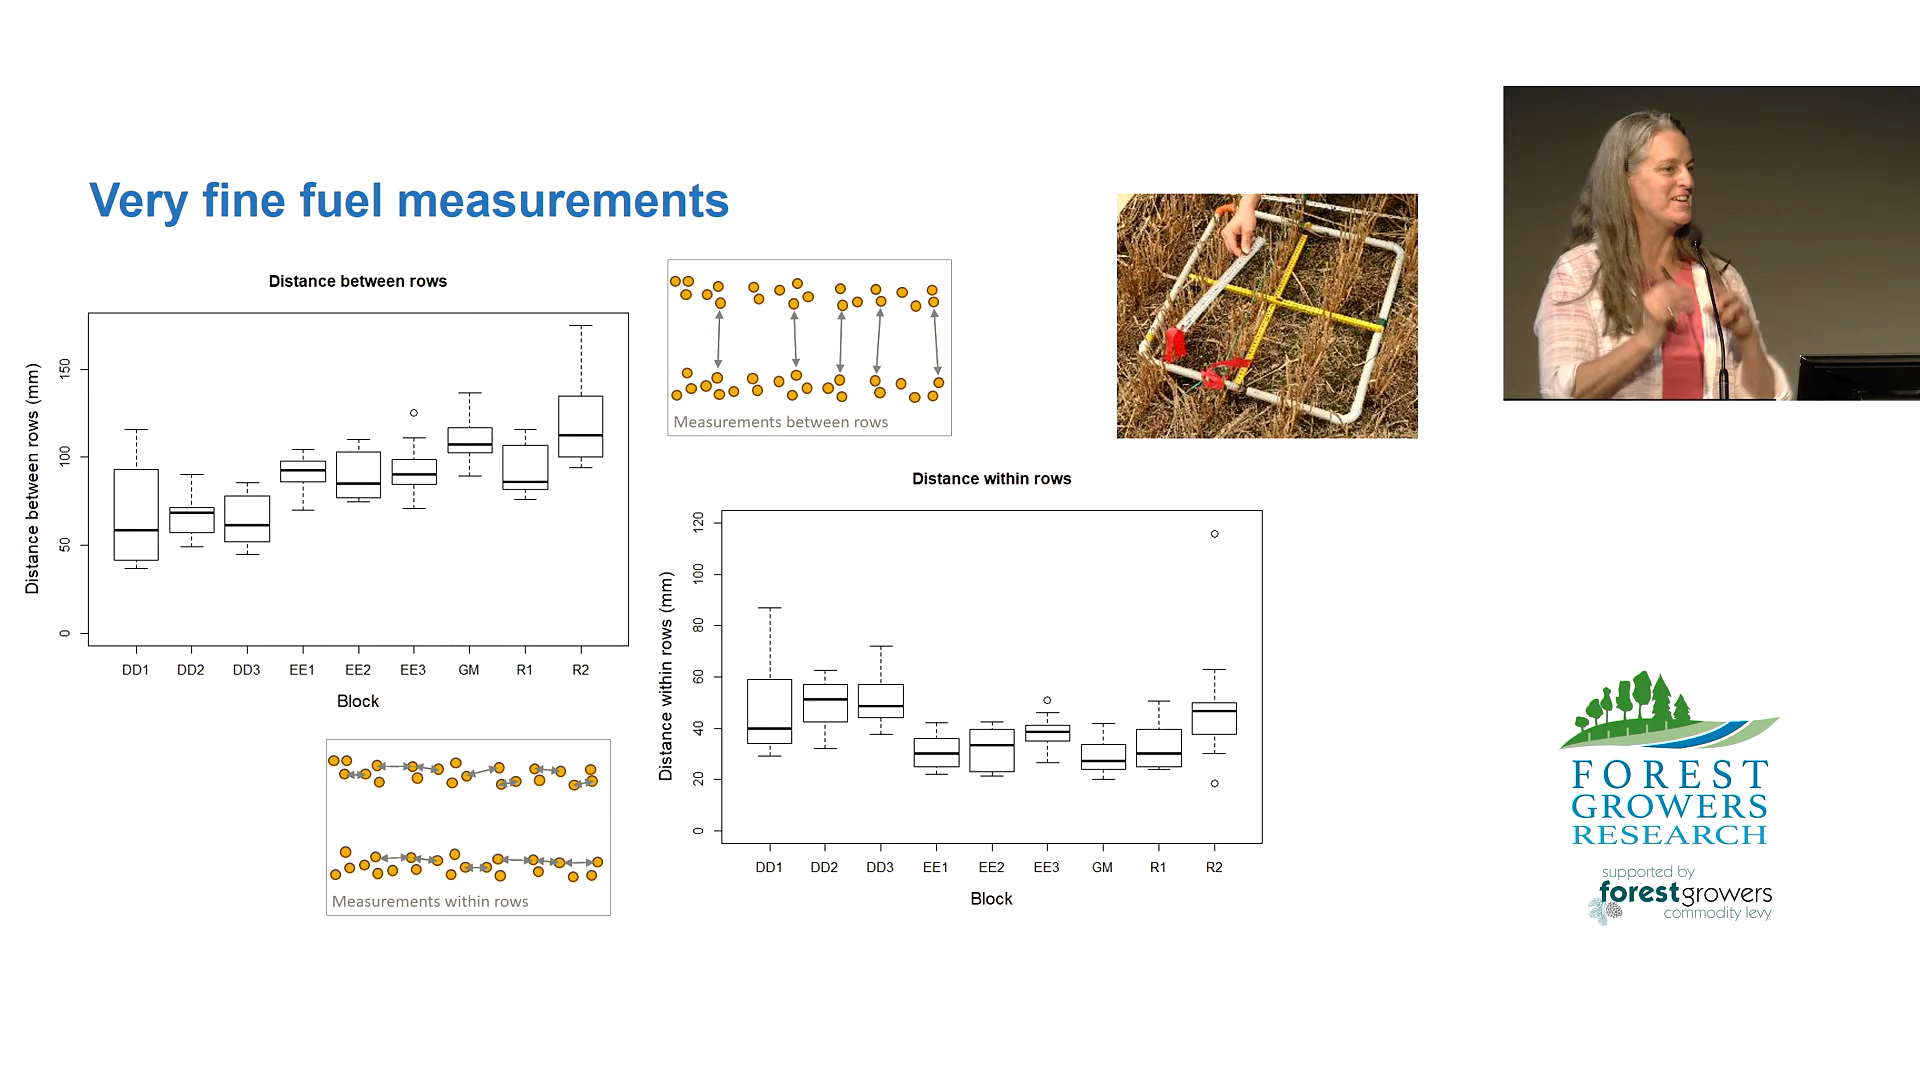 Very fine fuel measurements
Distance between rows
Distance between rows (mm)
150
100
50
0
DD1 DD2 DD3 EE1 EE2 EE3 GM R1 R2
Block
Measurements between rows
Distance within rows
Distance within rows (mm)
120
100
80
60
40
20
0
DD1 DD2 DD3 EE1 EE2 EE3 GM R1 R2
Block
Measurements within rows
FOREST
GROWERS
RESEARCH
supported by
forestgrowers
commodity levy